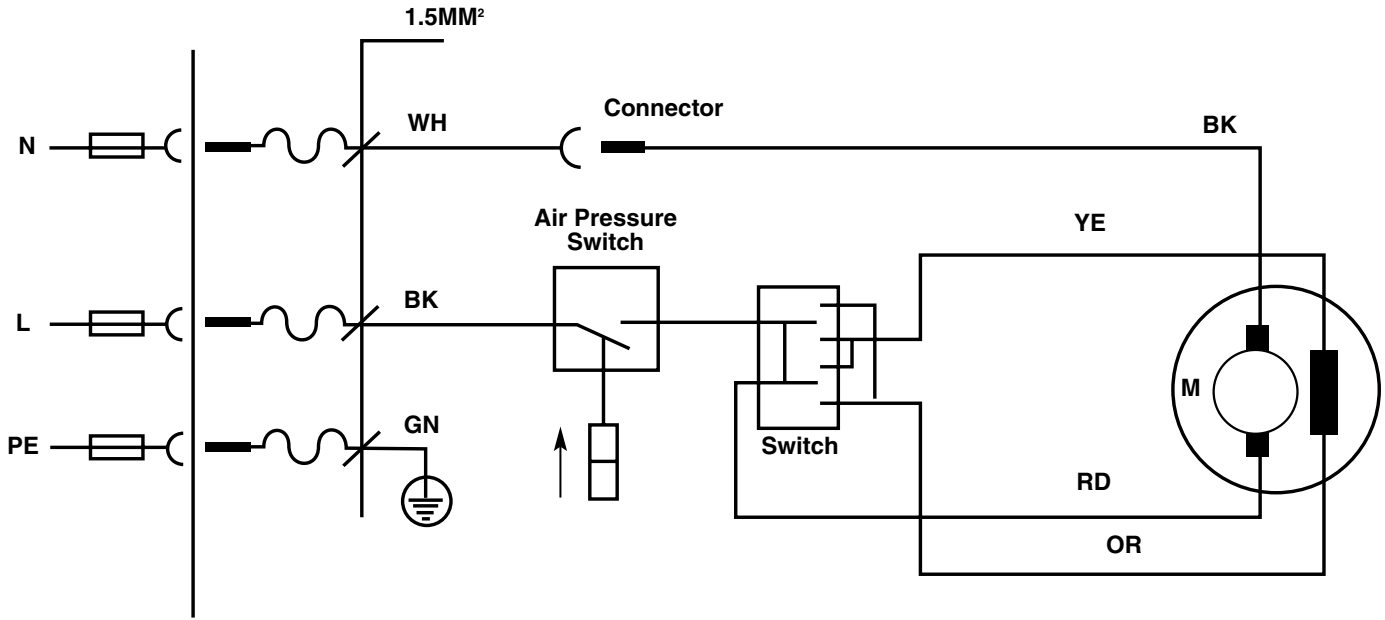 1.5MM²
N
WH
Connector
BK
Air Pressure
Switch
YE
L
BK
M
PE
GN
Switch
RD
OR